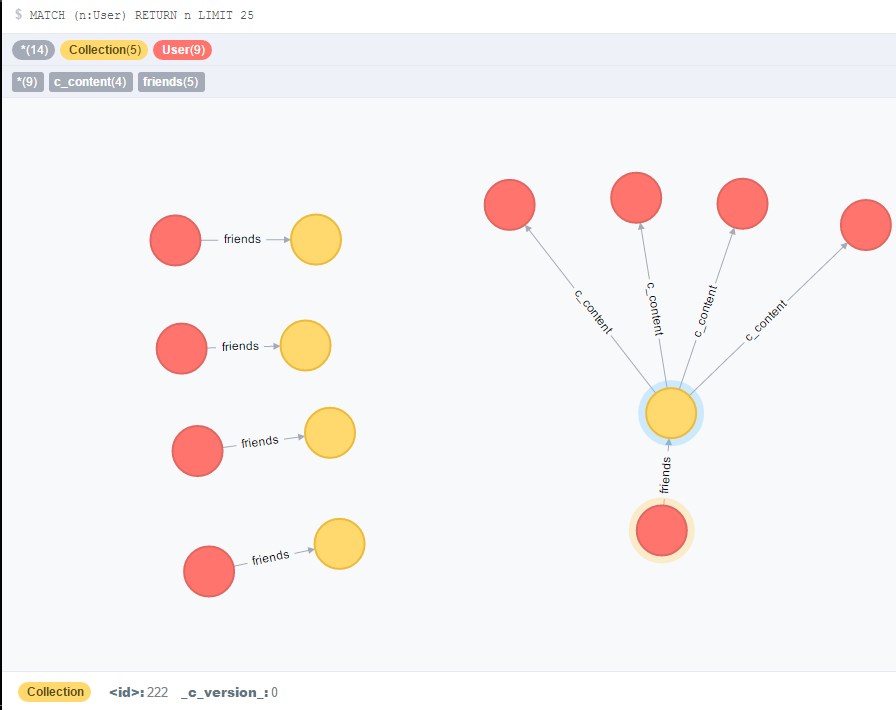 $ MATCH (n:User) RETURN n LIMIT 25
*(14) Collection(5) User(9)
*(9) c_content(4) friends(5)
friends
friends
friends
friends
c_content
c_content
c_content
c_content
friends
Collection <id>: 222 _c_version_: 0